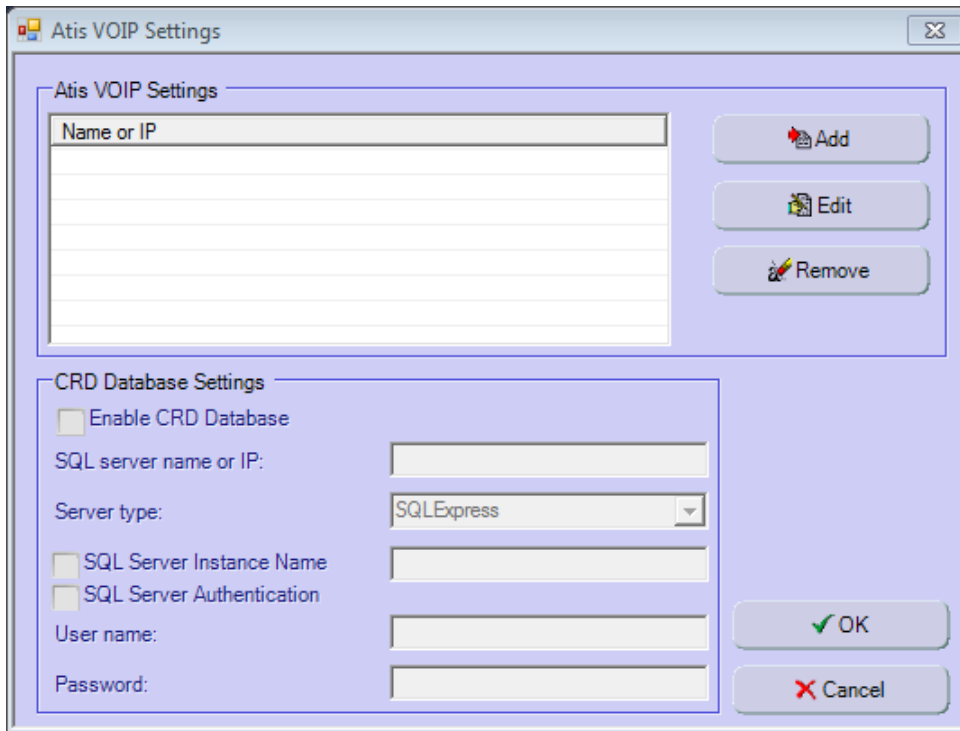 Atis VOIP Settings
Atis VOIP Settings
Name or IP
Add
Edit
Remove
CRD Database Settings
Enable CRD Database
SQL server name or IP:
Server type:
SQLExpress
SQL Server Instance Name
SQL Server Authentication
User name:
Password:
OK
Cancel